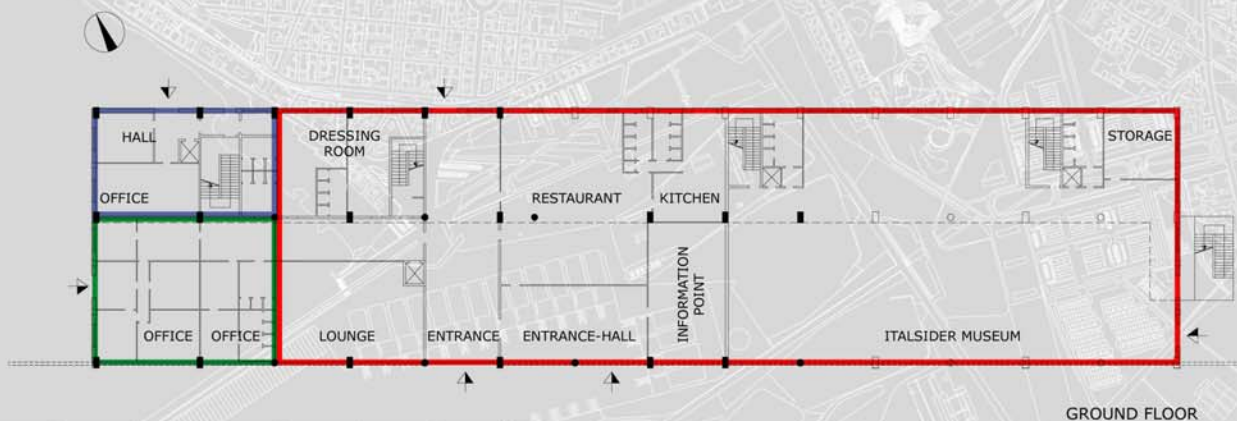 HALL
DRESSING
ROOM
STORAGE
OFFICE
RESTAURANT
KITCHEN
INFORMATION
POINT
OFFICE
OFFICE
LOUNGE
ENTRANCE
ENTRANCE-HALL
ITALSIDER MUSEUM
GROUND FLOOR